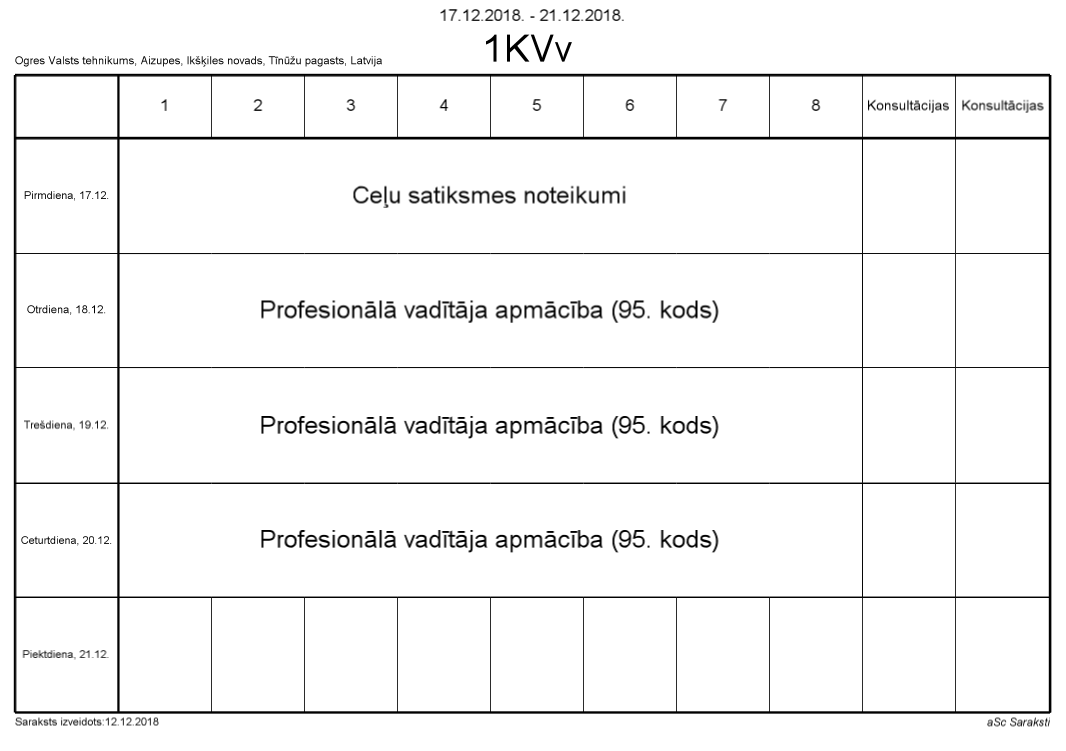 17.12.2018. - 21.12.2018.
1KVv
Ogres Valsts tehnikums, Aizupes, Ikšķiles novads, Tīnūžu pagasts, Latvija
1 2 3 4 5 6 7 8 Konsultācijas Konsultācijas
Pirmdiena, 17.12. Ceļu satiksmes noteikumi
Otrdiena, 18.12. Profesionālā vadītāja apmācība (95. kods)
Trešdiena, 19.12. Profesionālā vadītāja apmācība (95. kods)
Ceturtdiena, 20.12. Profesionālā vadītāja apmācība (95. kods)
Piektdiena, 21.12.
Saraksts izveidots:12.12.2018 aSc Saraksti